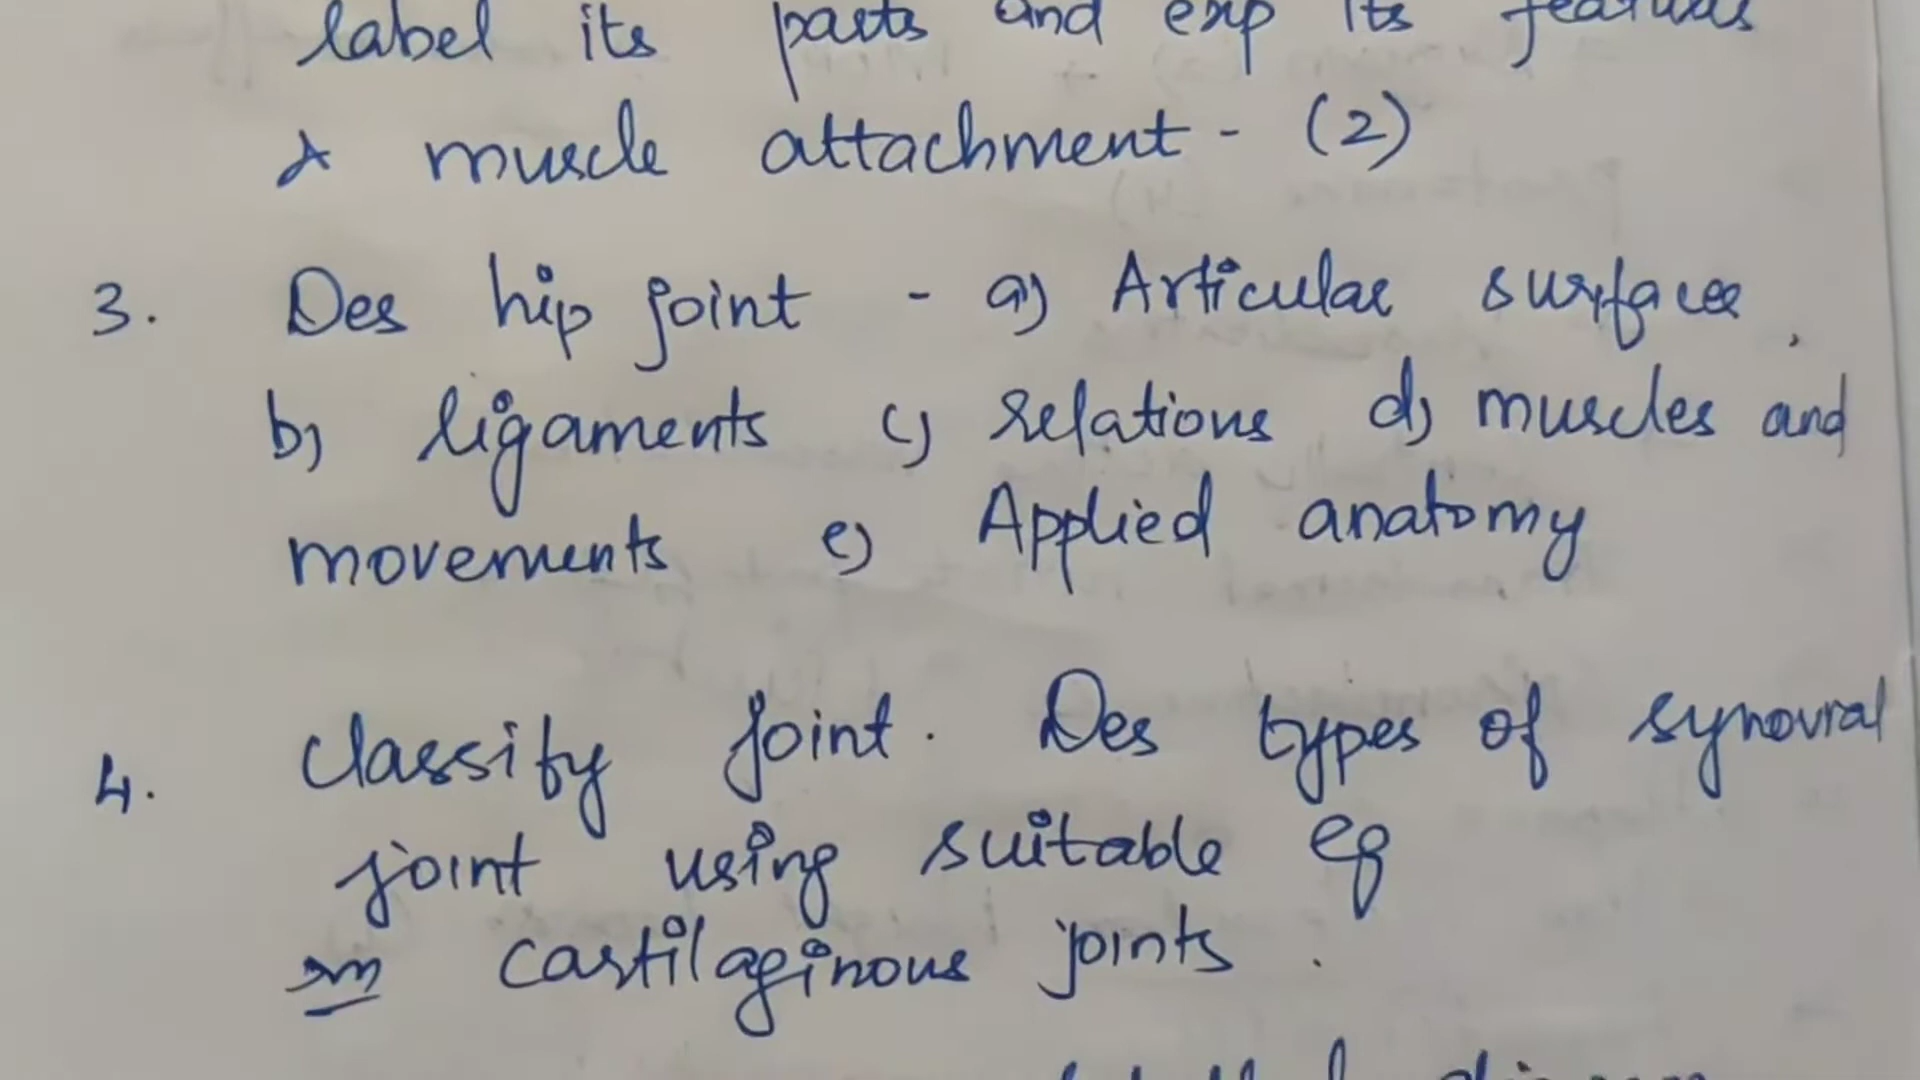 label its parts and exp its features
& muscle attachment - (2)
3. Des hip joint - a) Articular surfaces,
b) ligaments c) relations d) muscles and
movements e) Applied anatomy
4. Classify joint. Des types of synovial
joint using suitable eg
cartilaginous joints.